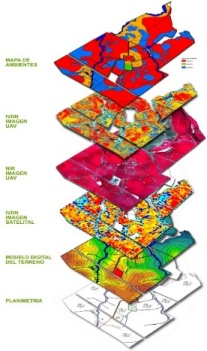 MAPA DE
AMBIENTES
IVDN
IMAGEN
UAV
NIR
IMAGEN
UAV
IVDN
IMAGEN
SATELITAL
MODELO DIGITAL
DEL TERRENO
PLANIMETRIA